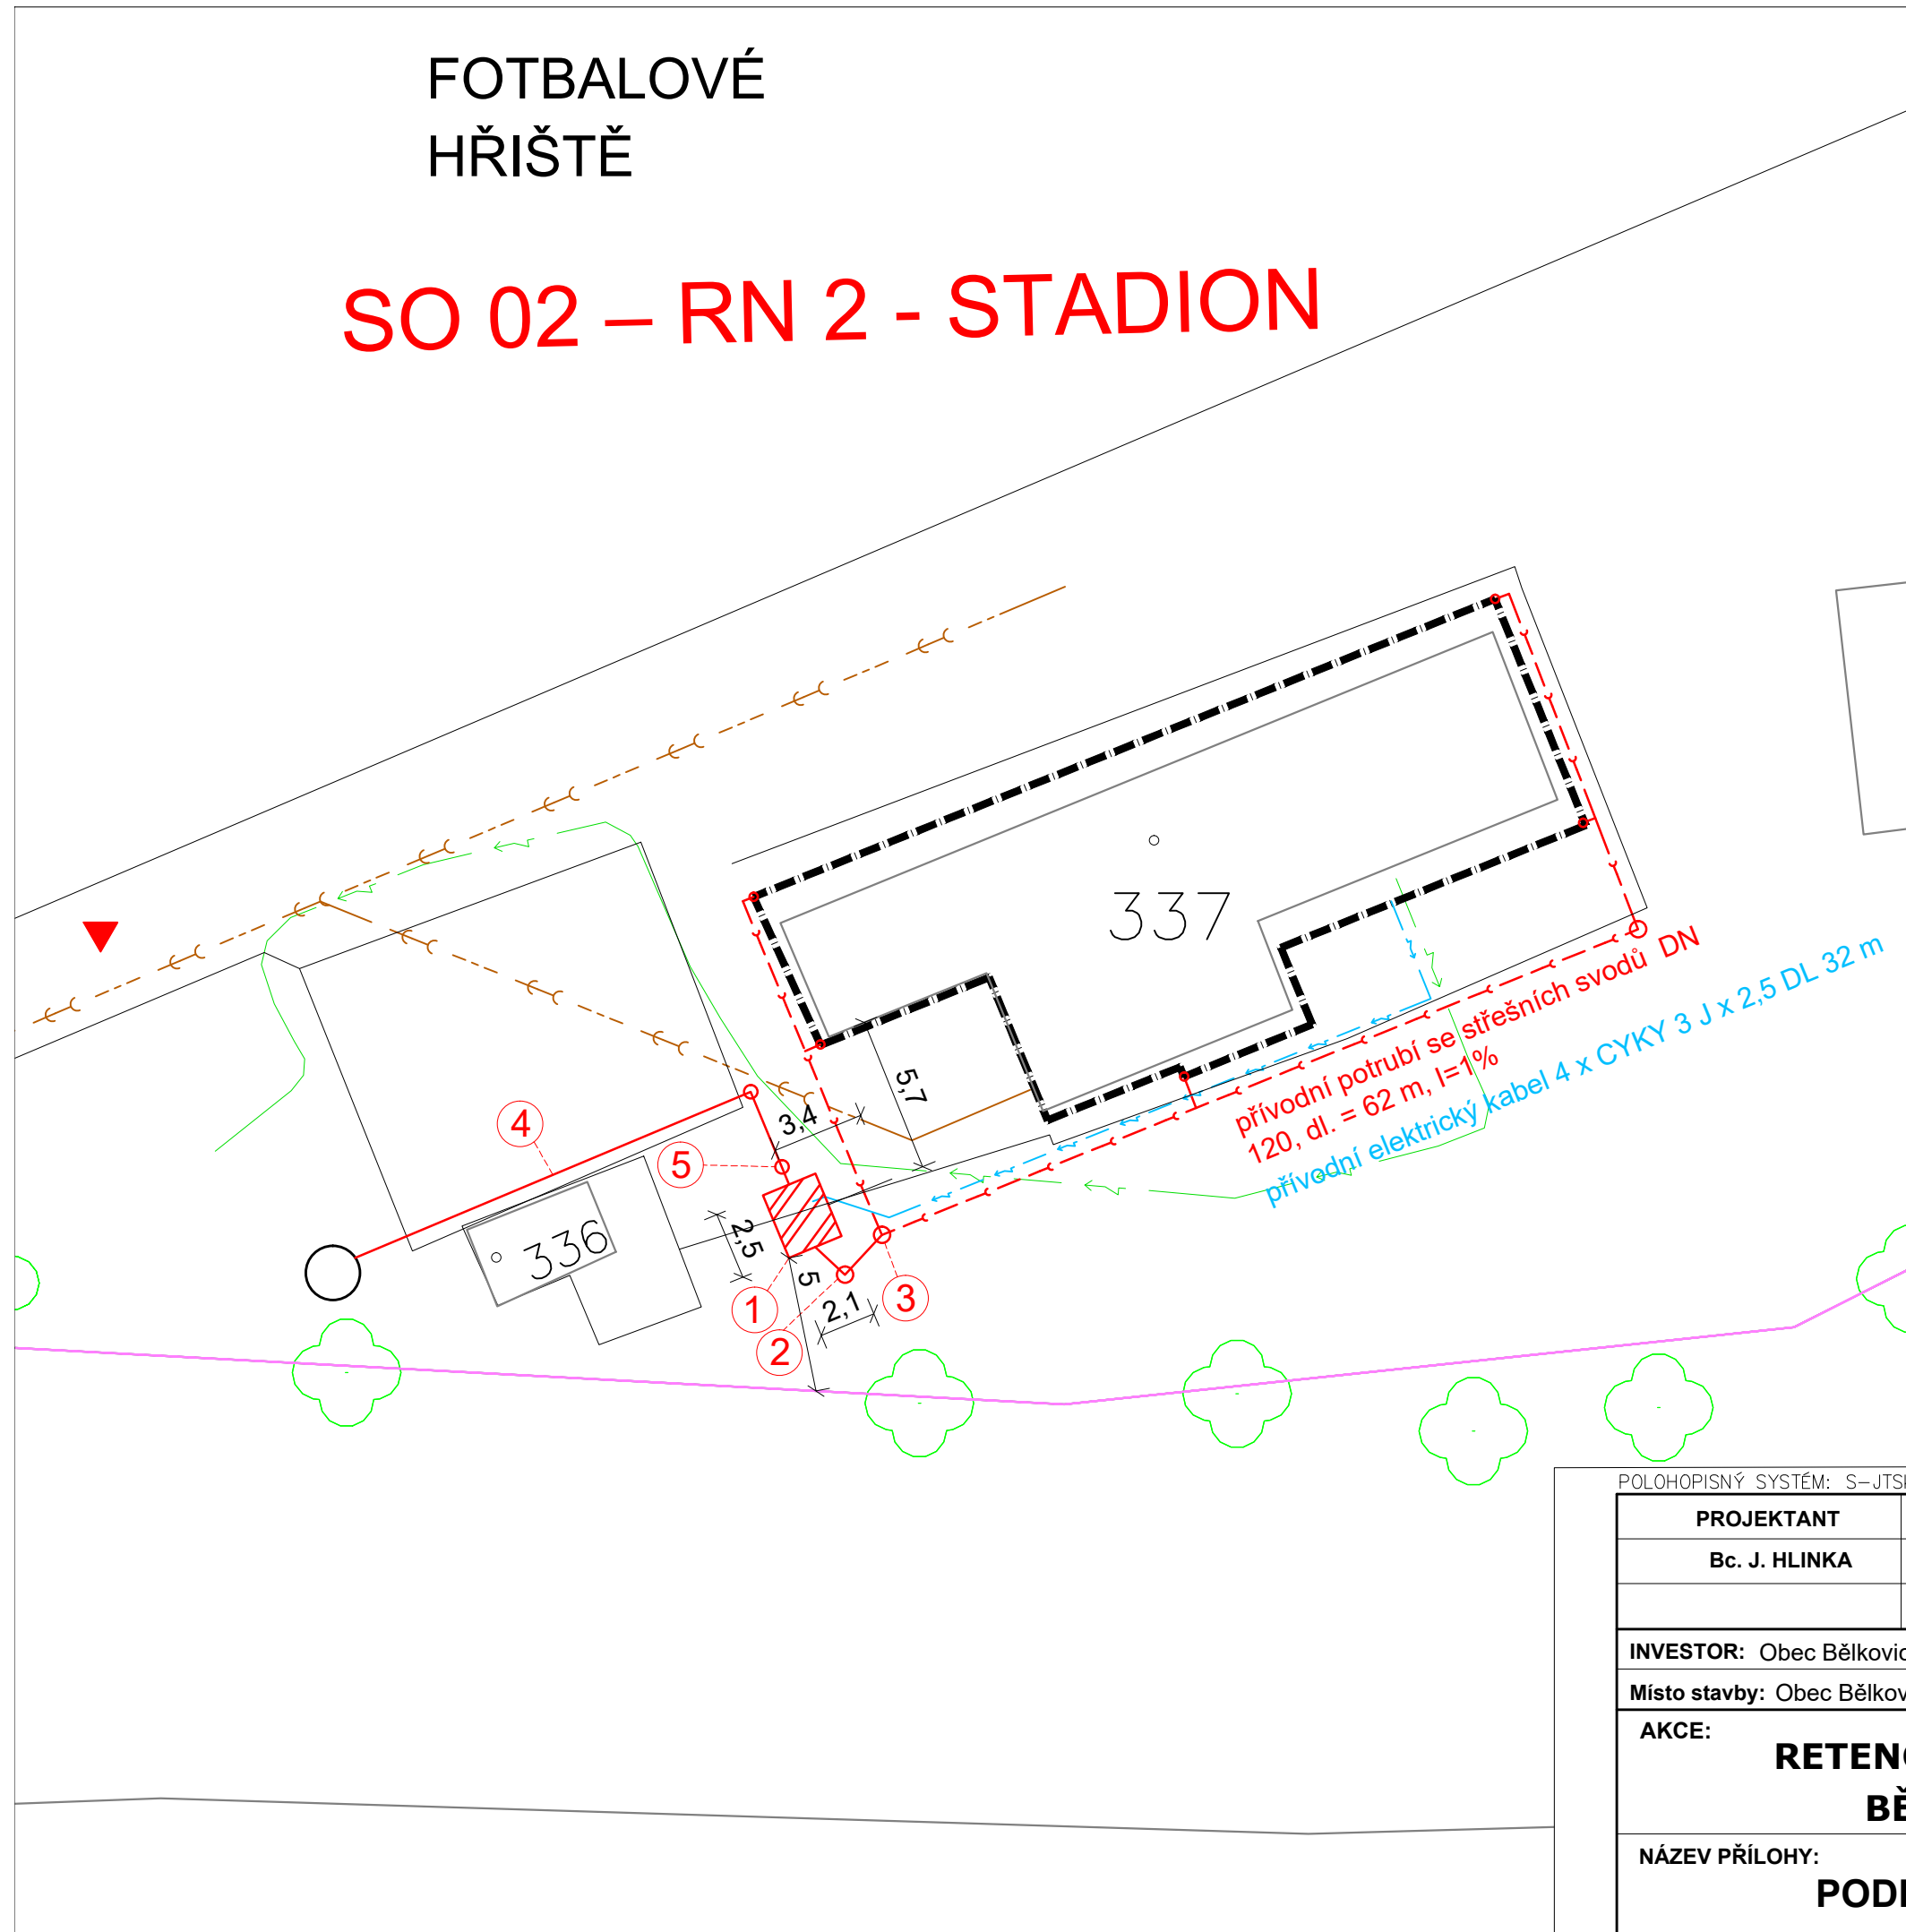 FOTBALOVÉ
HŘIŠTĚ
SO 02 – RN 2 - STADION
337
přívodní potrubí se střešních svodů DN
120, dl. = 62 m, I=1%
přívodní elektrický kabel 4 x CYKY 3 J x 2,5 DL 32 m
5,7
3,4
4
5
336
2,5
5
1
2,1
3
2
POLOHOPISNÝ SYSTÉM: S-JTS
PROJEKTANT
Bc. J. HLINKA
INVESTOR: Obec Bělkovic
Místo stavby: Obec Bělkov
AKCE:
RETEN
BĚ
NÁZEV PŘÍLOHY:
POD